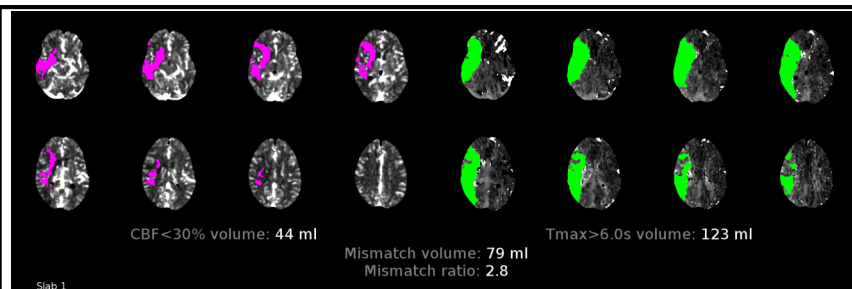 CBF<30% volume: 44 ml
Tmax>6.0s volume: 123 ml
Mismatch volume: 79 ml
Mismatch ratio: 2.8
Slab 1